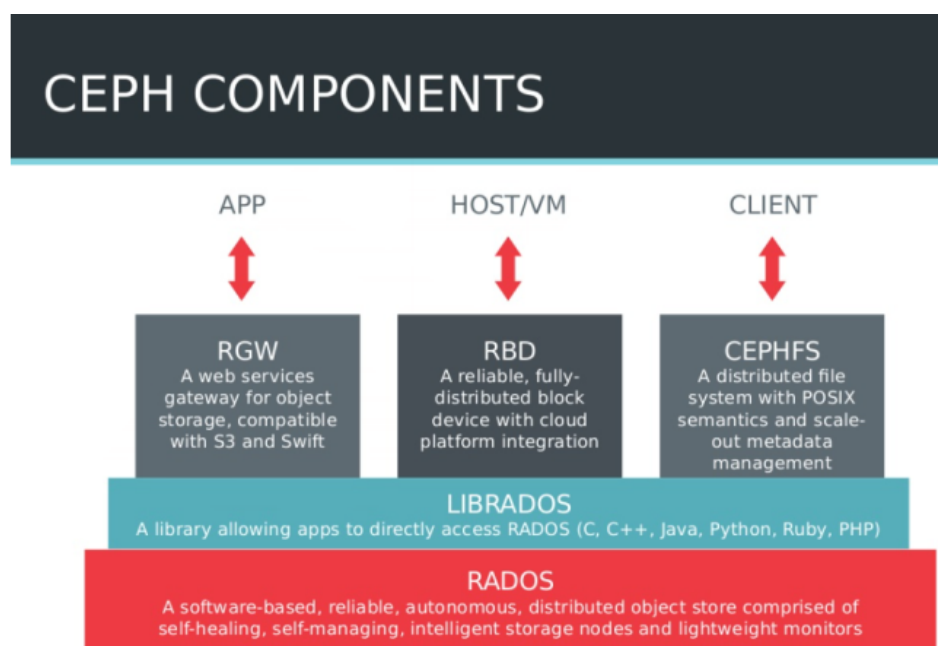 CEPH COMPONENTS
APP
HOST/VM
CLIENT
RGW
A web services
gateway for object
storage, compatible
with S3 and Swift
RBD
A reliable, fully-
distributed block
device with cloud
platform integration
CEPHFS
A distributed file
system with POSIX
semantics and scale-
out metadata
management
LIBRADOS
A library allowing apps to directly access RADOS (C, C++, Java, Python, Ruby, PHP)
RADOS
A software-based, reliable, autonomous, distributed object store comprised of
self-healing, self-managing, intelligent storage nodes and lightweight monitors